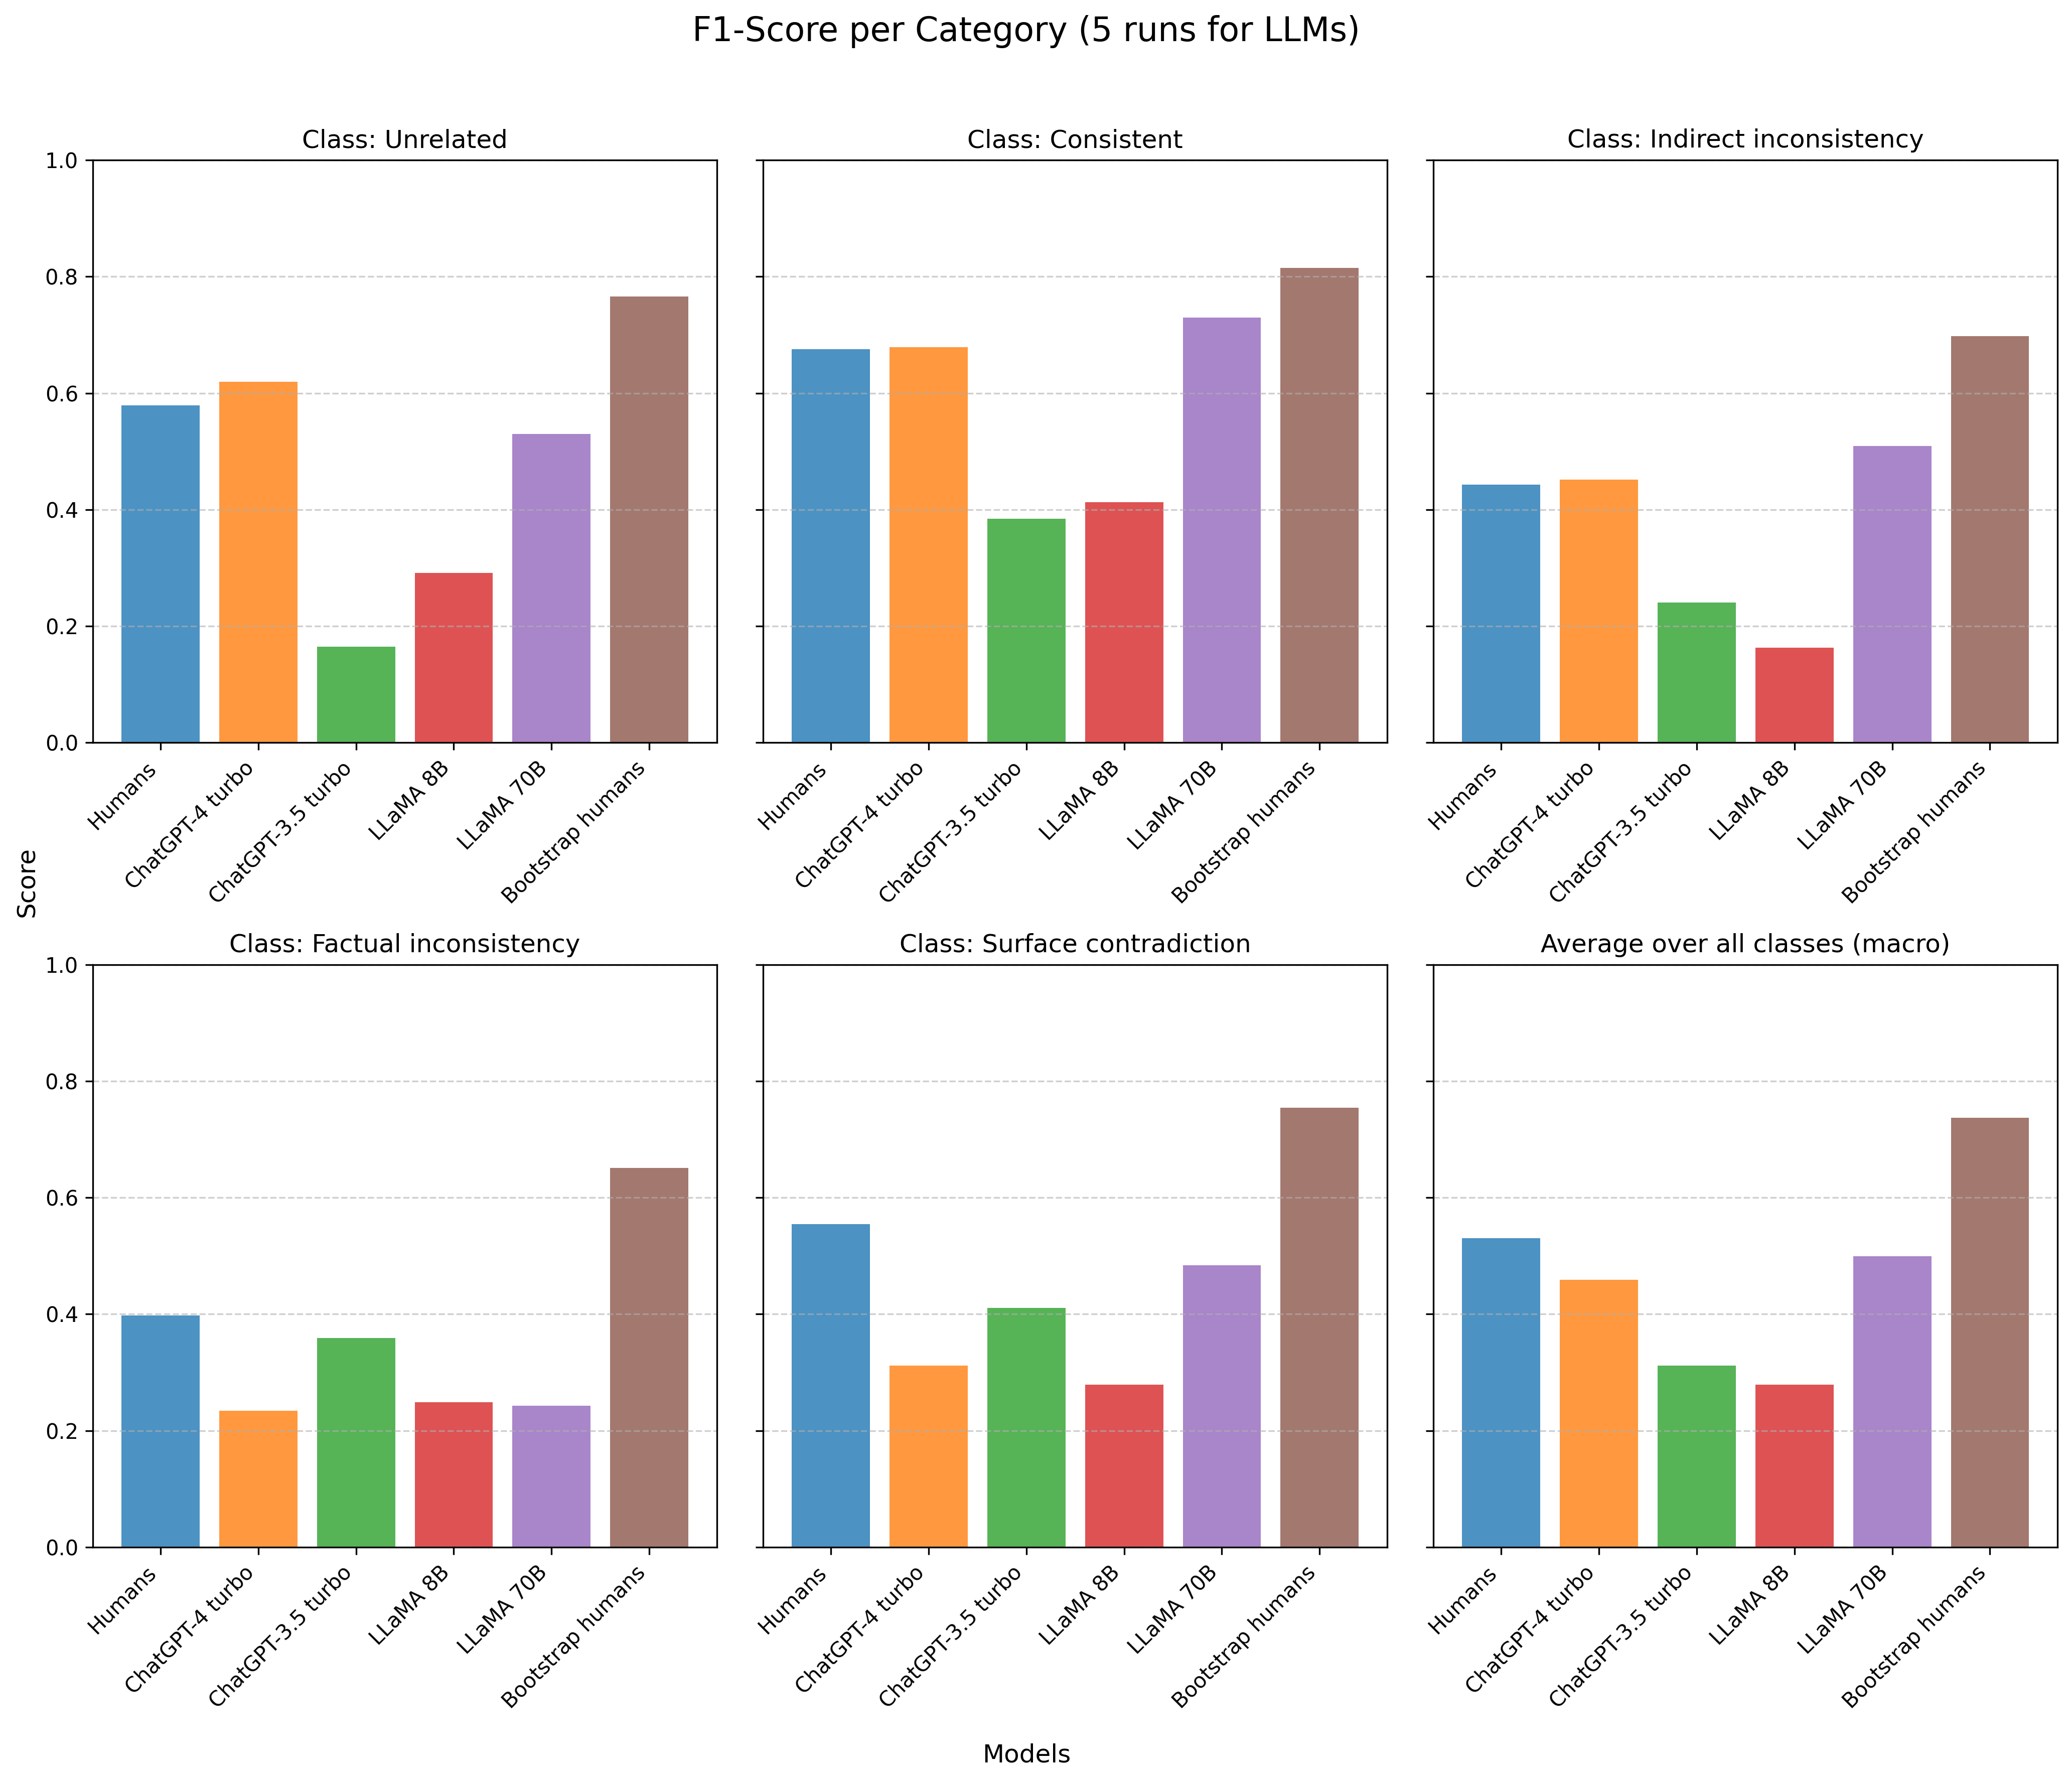 F1-Score per Category (5 runs for LLMs)
Class: Unrelated
1.0
0.8
0.6
0.4
0.2
0.0
Humans
ChatGPT-4 turbo
ChatGPT-3.5 turbo
LLaMA 8B
LLaMA 70B
Bootstrap humans
Class: Consistent
Humans
ChatGPT-4 turbo
ChatGPT-3.5 turbo
LLaMA 8B
LLaMA 70B
Bootstrap humans
Class: Indirect inconsistency
Humans
ChatGPT-4 turbo
ChatGPT-3.5 turbo
LLaMA 8B
LLaMA 70B
Bootstrap humans
Score
Class: Factual inconsistency
1.0
0.8
0.6
0.4
0.2
0.0
Humans
ChatGPT-4 turbo
ChatGPT-3.5 turbo
LLaMA 8B
LLaMA 70B
Bootstrap humans
Class: Surface contradiction
Humans
ChatGPT-4 turbo
ChatGPT-3.5 turbo
LLaMA 8B
LLaMA 70B
Bootstrap humans
Average over all classes (macro)
Humans
ChatGPT-4 turbo
ChatGPT-3.5 turbo
LLaMA 8B
LLaMA 70B
Bootstrap humans
Models